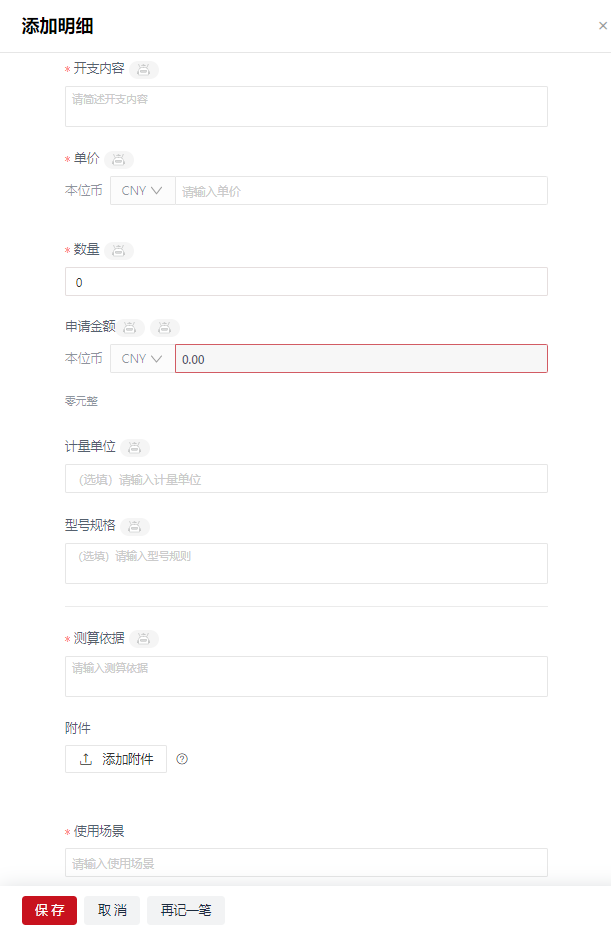 添加明细
* 开支内容
请简述开支内容
* 单价
本位币 CNY 请输入单价
* 数量
0
申请金额
本位币 CNY 0.00
零元整
计量单位
（选填）请输入计量单位
型号规格
（选填）请输入型号规则
* 测算依据
请输入测算依据
附件
添加附件
* 使用场景
请输入使用场景
保存 取消 再记一笔